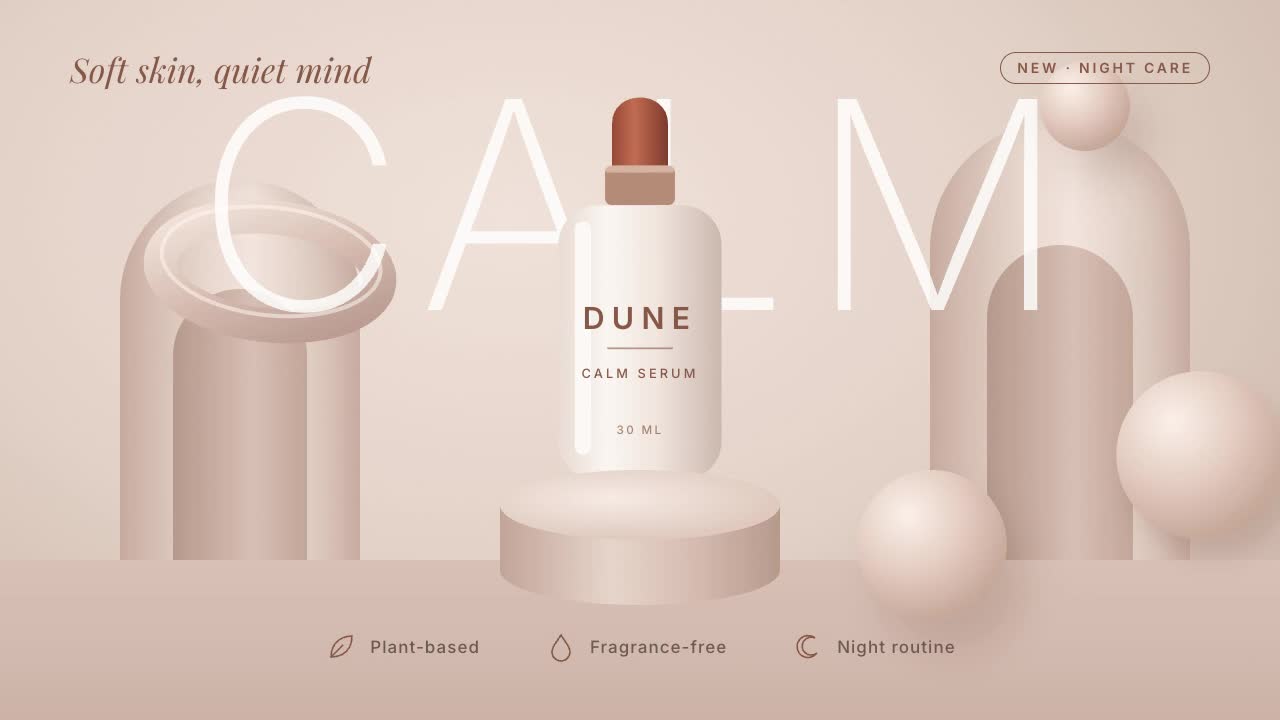 Soft skin, quiet mind
NEW · NIGHT CARE
CALM
DUNE
CALM SERUM
30 ML
Plant-based
Fragrance-free
Night routine